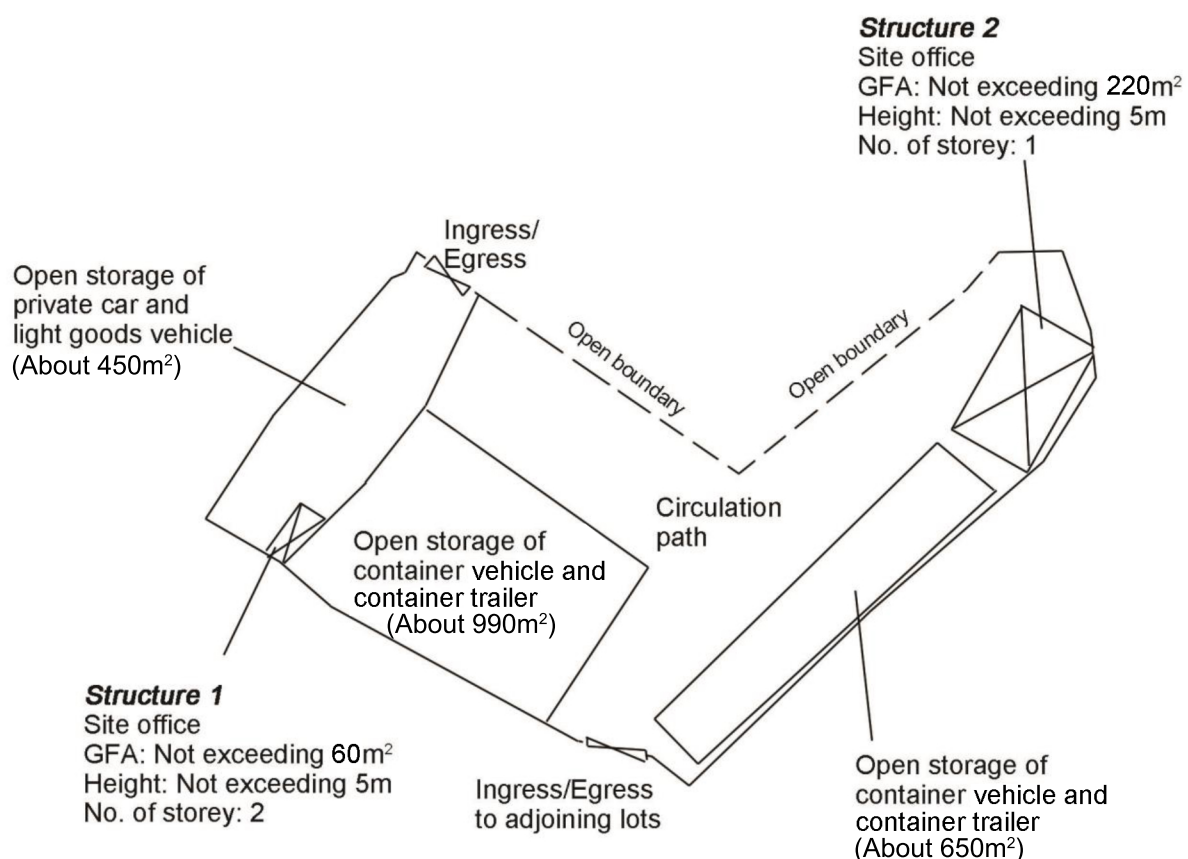 Structure 2
Site office
GFA: Not exceeding 220m²
Height: Not exceeding 5m
No. of storey: 1
Ingress/
Egress
Open storage of
private car and
light goods vehicle
(About 450m²)
Open boundary
Open boundary
Circulation
path
Open storage of
container vehicle and
container trailer
(About 990m²)
Structure 1
Site office
GFA: Not exceeding 60m²
Height: Not exceeding 5m
No. of storey: 2
Ingress/Egress
to adjoining lots
Open storage of
container vehicle and
container trailer
(About 650m²)